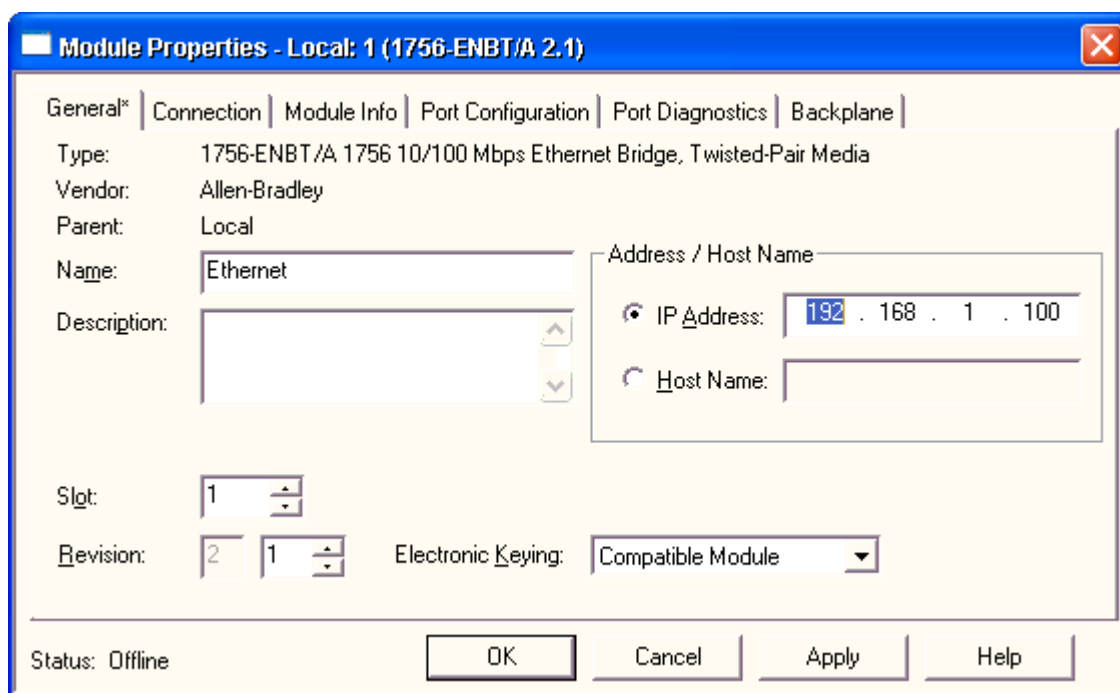 Module Properties - Local: 1 (1756-ENBT/A 2.1)
General* Connection Module Info Port Configuration Port Diagnostics Backplane
Type: 1756-ENBT/A 1756 10/100 Mbps Ethernet Bridge, Twisted-Pair Media
Vendor: Allen-Bradley
Parent: Local
Name: Ethernet
Description:
Address / Host Name
IP Address: 192 . 168 . 1 . 100
Host Name:
Slot: 1
Revision: 2 1 Electronic Keying: Compatible Module
Status: Offline OK Cancel Apply Help